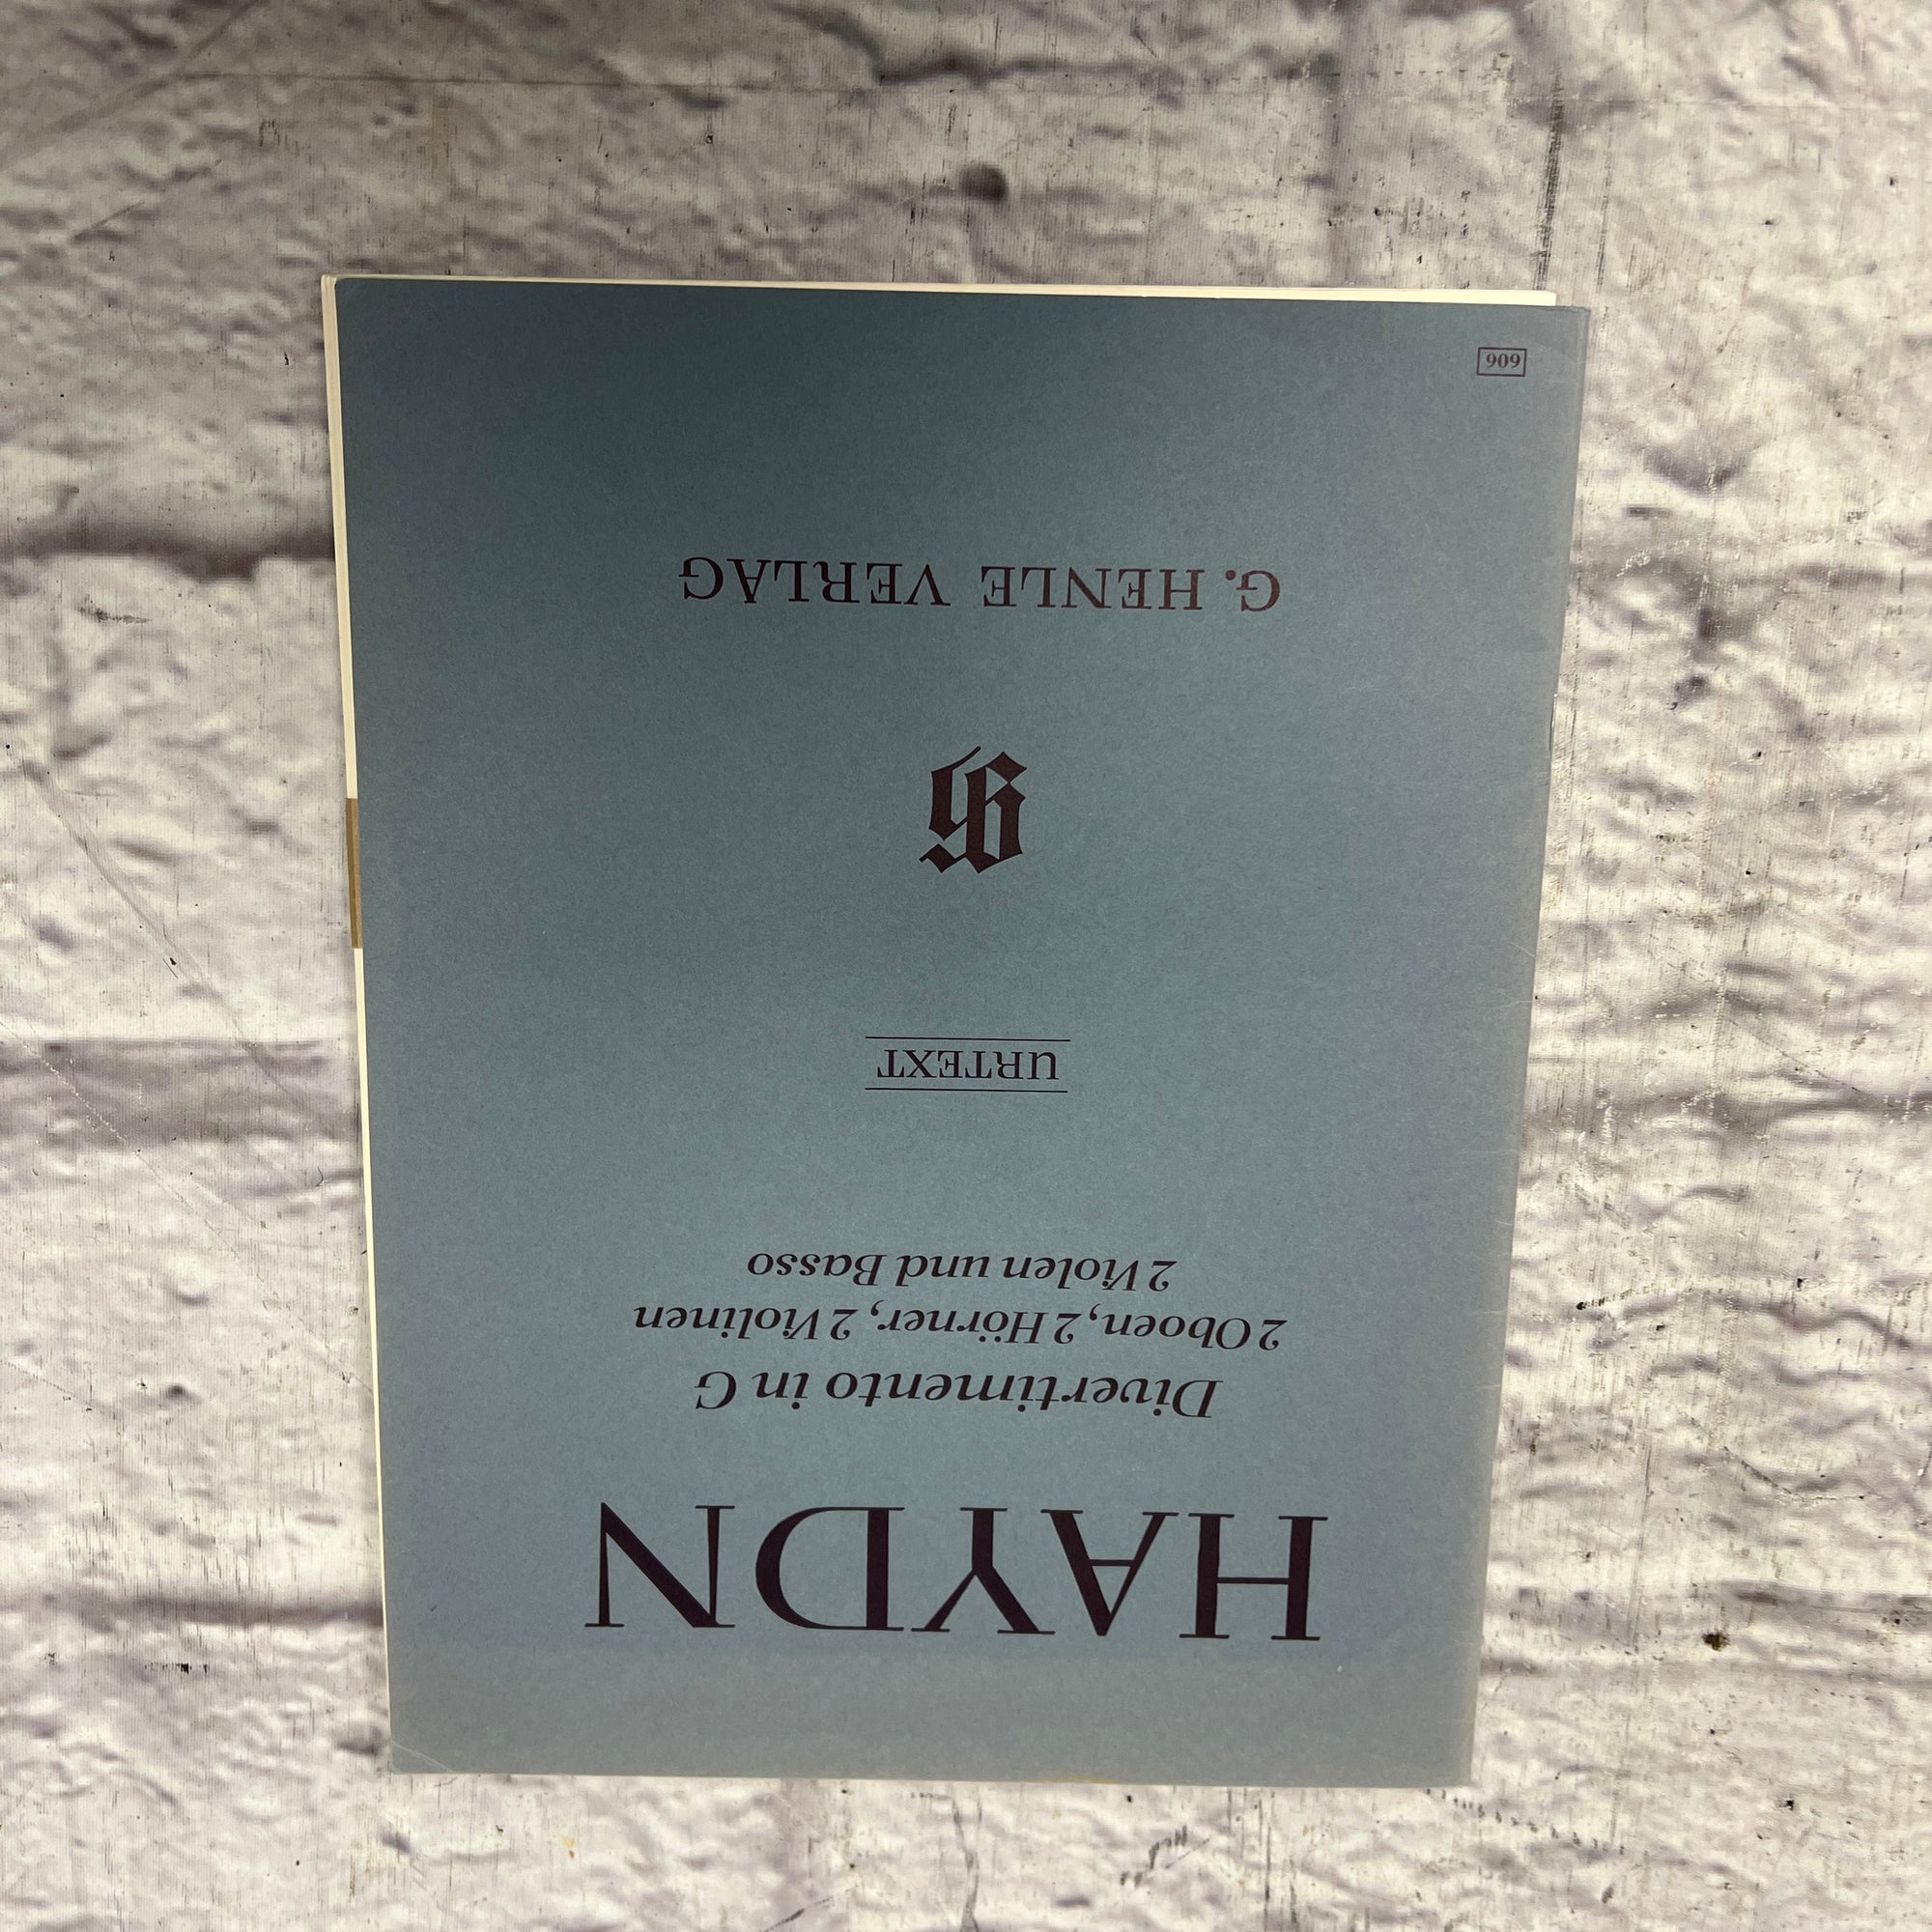 HAYDN
Divertimento in G
2 Oboen, 2 Hörner, 2 Violinen
2 Violen und Basso
URTEXT
G. HENLE VERLAG
606